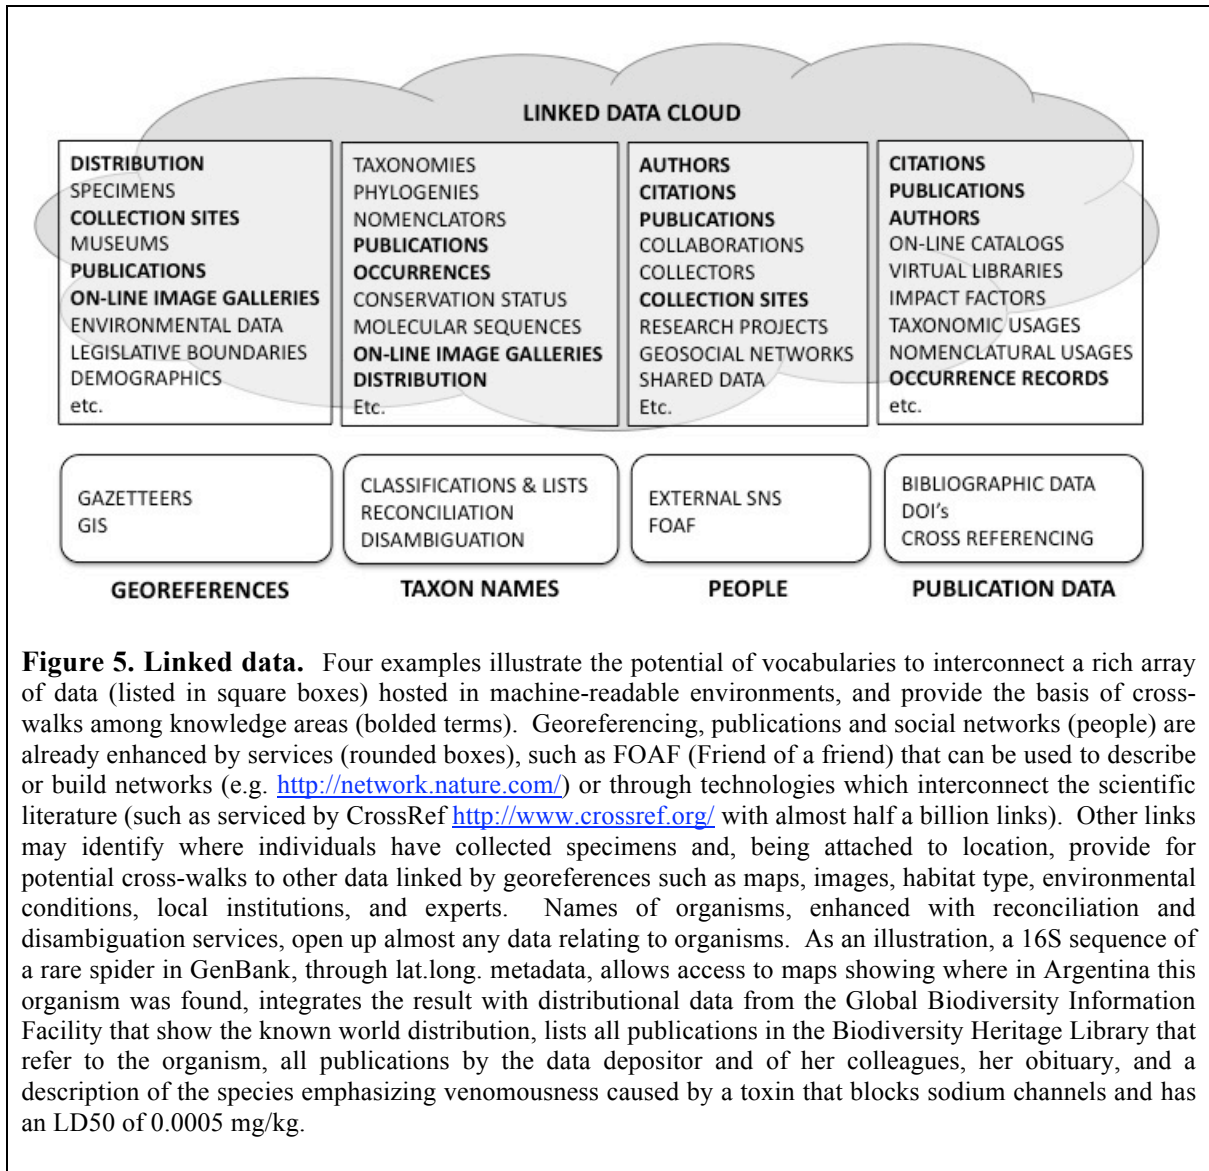 LINKED DATA CLOUD
DISTRIBUTION
SPECIMENS
COLLECTION SITES
MUSEUMS
PUBLICATIONS
ON-LINE IMAGE GALLERIES
ENVIRONMENTAL DATA
LEGISLATIVE BOUNDARIES
DEMOGRAPHICS
etc.
TAXONOMIES
PHYLOGENIES
NOMENCLATORS
PUBLICATIONS
OCCURRENCES
CONSERVATION STATUS
MOLECULAR SEQUENCES
ON-LINE IMAGE GALLERIES
DISTRIBUTION
Etc.
AUTHORS
CITATIONS
PUBLICATIONS
COLLABORATIONS
COLLECTORS
COLLECTION SITES
RESEARCH PROJECTS
GEOSOCIAL NETWORKS
SHARED DATA
Etc.
CITATIONS
PUBLICATIONS
AUTHORS
ON-LINE CATALOGS
VIRTUAL LIBRARIES
IMPACT FACTORS
TAXONOMIC USAGES
NOMENCLATURAL USAGES
OCCURRENCE RECORDS
etc.
GAZETTEERS
GIS
CLASSIFICATIONS & LISTS
RECONCILIATION
DISAMBIGUATION
EXTERNAL SNS
FOAF
BIBLIOGRAPHIC DATA
DOI's
CROSS REFERENCING
GEOREFERENCES
TAXON NAMES
PEOPLE
PUBLICATION DATA
Figure 5. Linked data. Four examples illustrate the potential of vocabularies to interconnect a rich array
of data (listed in square boxes) hosted in machine-readable environments, and provide the basis of cross-
walks among knowledge areas (bolded terms). Georeferencing, publications and social networks (people) are
already enhanced by services (rounded boxes), such as FOAF (Friend of a friend) that can be used to describe
or build networks (e.g. http://network.nature.com/) or through technologies which interconnect the scientific
literature (such as serviced by CrossRef http://www.crossref.org/ with almost half a billion links). Other links
may identify where individuals have collected specimens and, being attached to location, provide for
potential cross-walks to other data linked by georeferences such as maps, images, habitat type, environmental
conditions, local institutions, and experts. Names of organisms, enhanced with reconciliation and
disambiguation services, open up almost any data relating to organisms. As an illustration, a 16S sequence of
a rare spider in GenBank, through lat.long. metadata, allows access to maps showing where in Argentina this
organism was found, integrates the result with distributional data from the Global Biodiversity Information
Facility that show the known world distribution, lists all publications in the Biodiversity Heritage Library that
refer to the organism, all publications by the data depositor and of her colleagues, her obituary, and a
description of the species emphasizing venomousness caused by a toxin that blocks sodium channels and has
an LD50 of 0.0005 mg/kg.